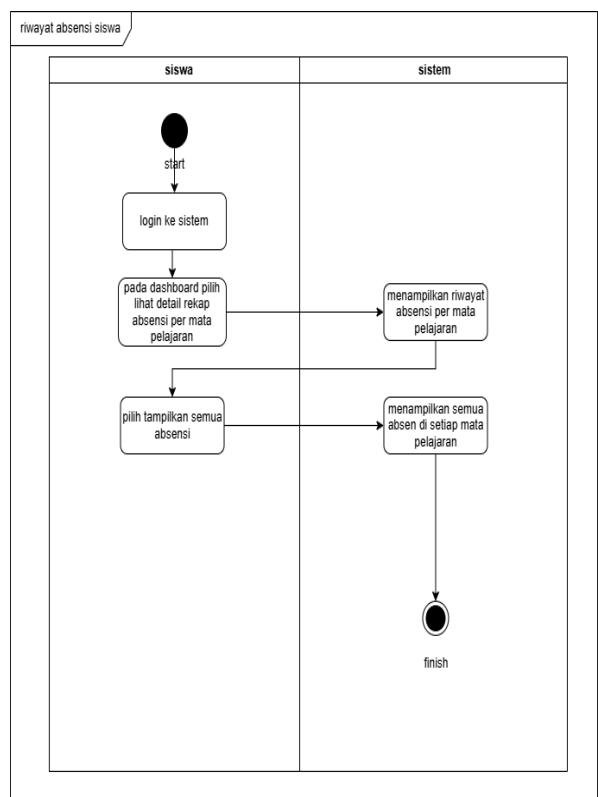 riwayat absensi siswa
siswa
sistem
start
login ke sistem
pada dashboard pilih
lihat detail rekap
absensi per mata
pelajaran
menampilkan riwayat
absensi per mata
pelajaran
pilih tampilkan semua
absensi
menampilkan semua
absen di setiap mata
pelajaran
finish